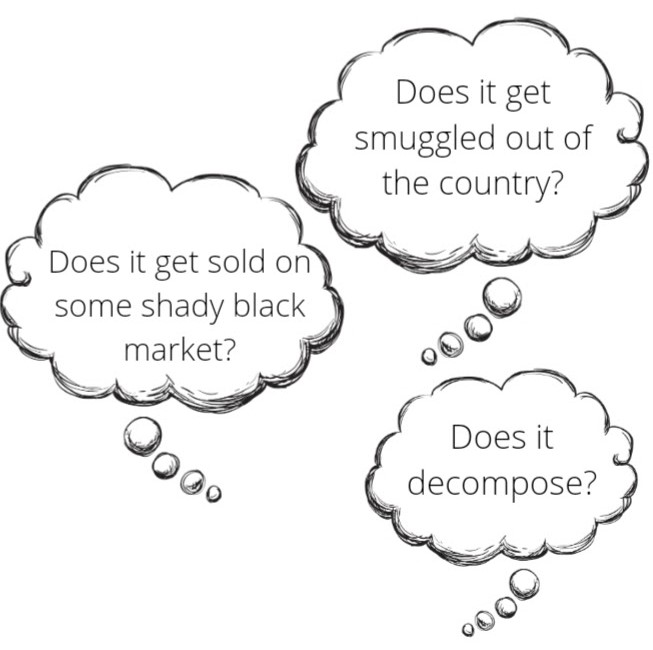 Does it get
smuggled out of
the country?
Does it get sold on
some shady black
market?
Does it
decompose?